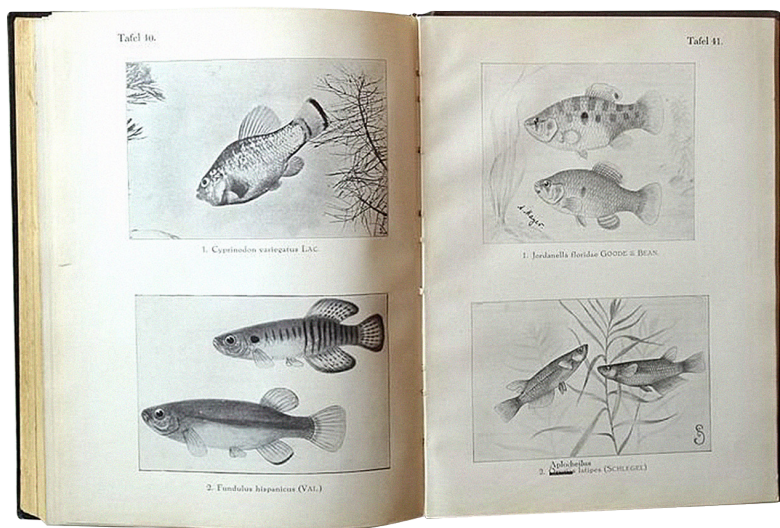 Tafel 40.
1. Cyprinodon variegatus LAC.
2. Fundulus hispanicus (VAL.)
Tafel 41.
A. Meyer.
1. Jordanella floridae GOODE & BEAN.
Aplocheilus
2. latipes (SCHLEGEL)